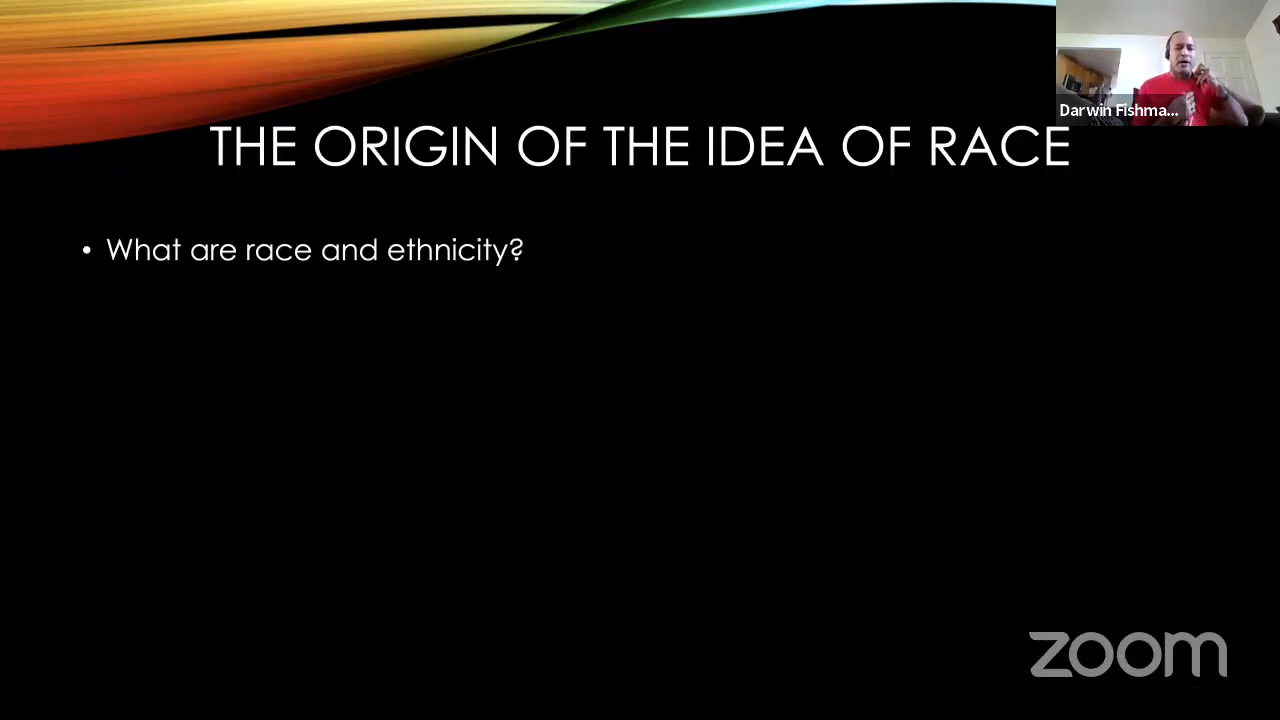 Darwin Fishma...
THE ORIGIN OF THE IDEA OF RACE
• What are race and ethnicity?
zoom